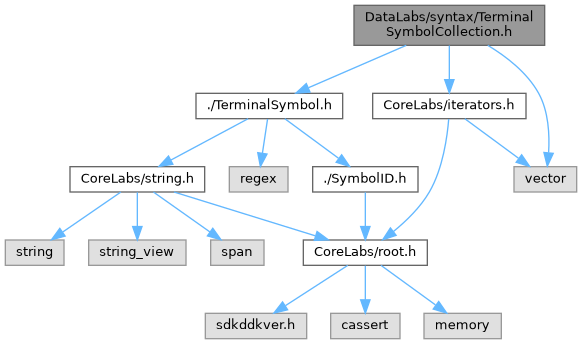 DataLabs/syntax/Terminal
SymbolCollection.h
./TerminalSymbol.h
CoreLabs/iterators.h
CoreLabs/string.h
regex
./SymbolID.h
vector
string
string_view
span
CoreLabs/root.h
sdkddkver.h
cassert
memory